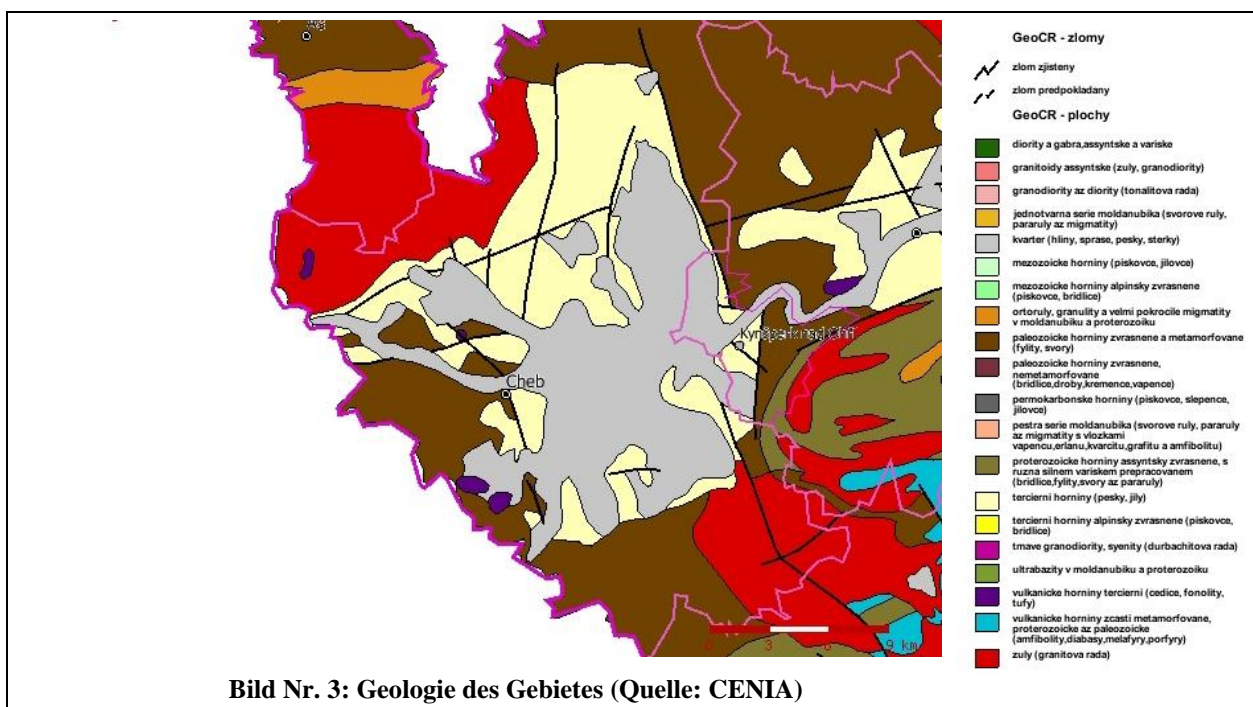 Cheb
0 3 6 9 km
GeoCR - zlomy
zlom zjisteny
zlom predpokladany
GeoCR - plochy
diority a gabra,assyntske a variske
granitoidy assyntske (zuly, granodiority)
granodiority az diority (tonalitova rada)
jednotvarna serie moldanubika (svorove ruly,
pararuly az migmatity)
kvarter (hliny, sprase, pesky, sterky)
mezozoicke horniny (piskovce, jilovce)
mezozoicke horniny alpinsky zvrasnene
(piskovce, bridlice)
ortoruly, granulity a velmi pokrocile migmatity
v moldanubiku a proterozoiku
paleozoicke horniny zvrasnene a metamorfovane
(fylity, svory)
paleozoicke horniny zvrasnene,
nemetamorfovane
(bridlice,droby,kremence,vapence)
permokarbonske horniny (piskovce, slepence,
jilovce)
pestra serie moldanubika (svorove ruly, pararuly
az migmatity s vlozkami
vapencu,erlanu,kvarcitu,grafitu a amfibolitu)
proterozoicke horniny assyntsky zvrasnene, s
ruzna silnem variskem prepracovanem
(bridlice,fylity,svory az pararuly)
tercierni horniny (pesky, jily)
tercierni horniny alpinsky zvrasnene (piskovce,
bridlice)
tmave granodiority, syenity (durbachitova rada)
ultrabazity v moldanubiku a proterozoiku
vulkanicke horniny tercierni (cedice, fonolity,
tufy)
vulkanicke horniny zcasti metamorfovane,
proterozoicke az paleozoicke
(amfibolity,diabasy,melafyry,porfyry)
zuly (granitova rada)
Bild Nr. 3: Geologie des Gebietes (Quelle: CENIA)